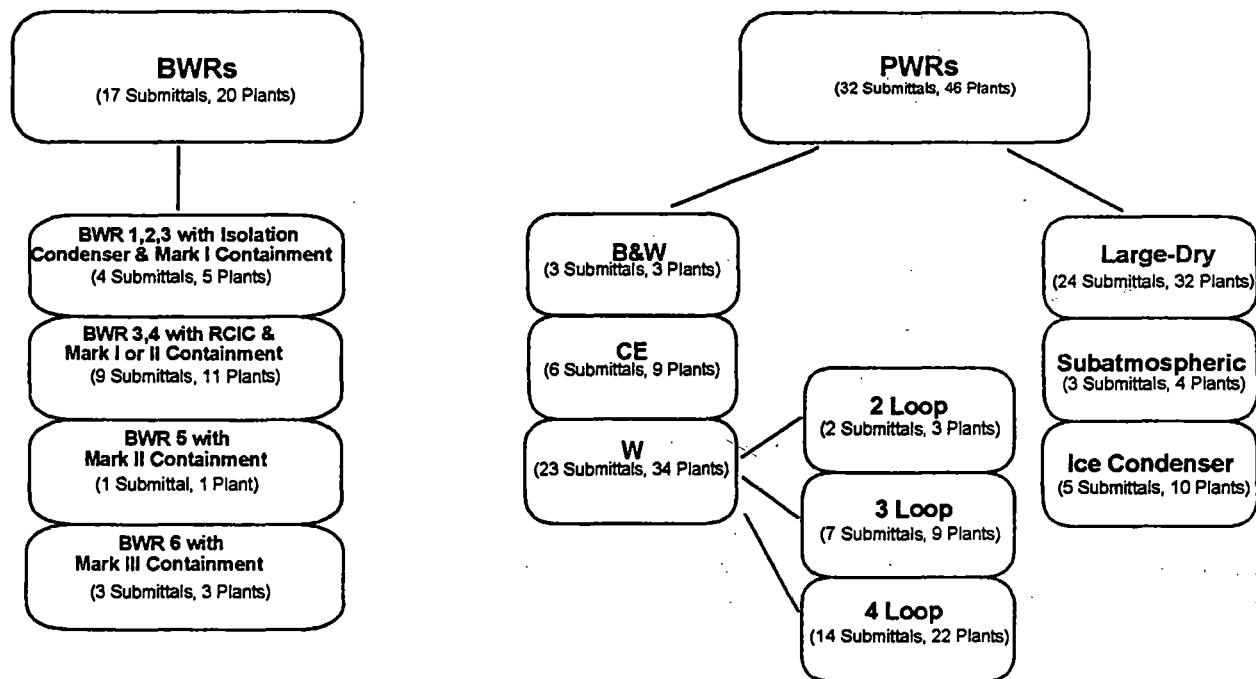 BWRs
(17 Submittals, 20 Plants)
BWR 1,2,3 with Isolation
Condenser & Mark I Containment
(4 Submittals, 5 Plants)
BWR 3,4 with RCIC &
Mark I or II Containment
(9 Submittals, 11 Plants)
BWR 5 with
Mark II Containment
(1 Submittal, 1 Plant)
BWR 6 with
Mark III Containment
(3 Submittals, 3 Plants)
PWRs
(32 Submittals, 46 Plants)
B&W
(3 Submittals, 3 Plants)
CE
(6 Submittals, 9 Plants)
W
(23 Submittals, 34 Plants)
2 Loop
(2 Submittals, 3 Plants)
3 Loop
(7 Submittals, 9 Plants)
4 Loop
(14 Submittals, 22 Plants)
Large-Dry
(24 Submittals, 32 Plants)
Subatmospheric
(3 Submittals, 4 Plants)
Ice Condenser
(5 Submittals, 10 Plants)